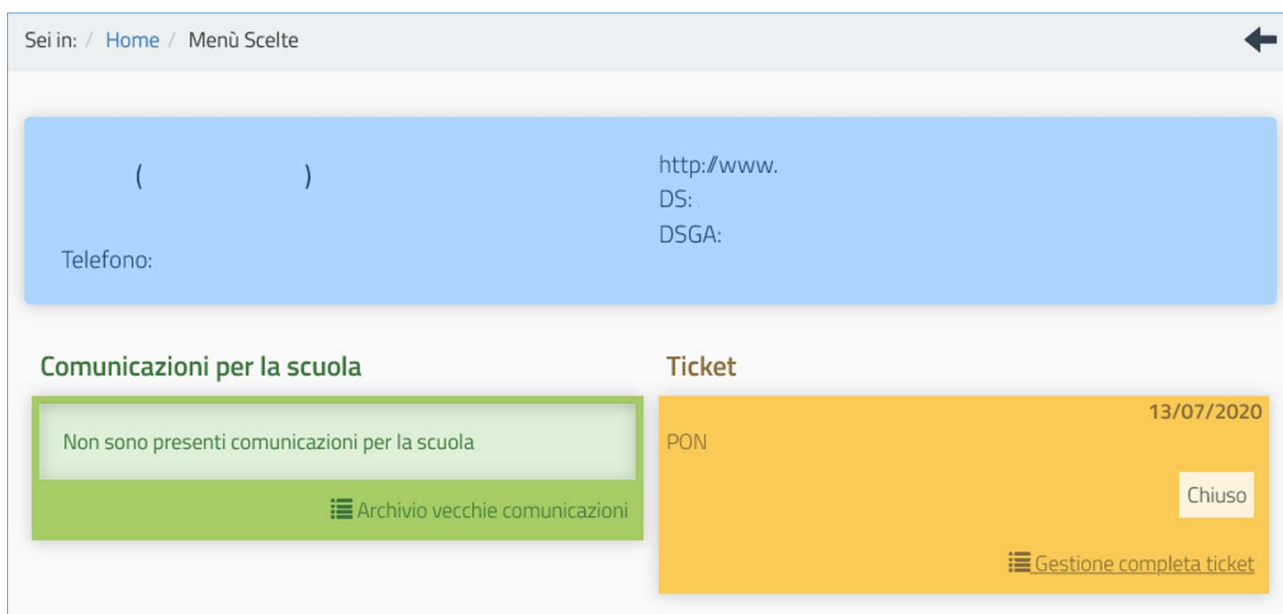 Sei in: / Home / Menù Scelte
( )
Telefono:
http://www.
DS:
DSGA:
Comunicazioni per la scuola
Non sono presenti comunicazioni per la scuola
Archivio vecchie comunicazioni
Ticket
13/07/2020
PON
Chiuso
Gestione completa ticket